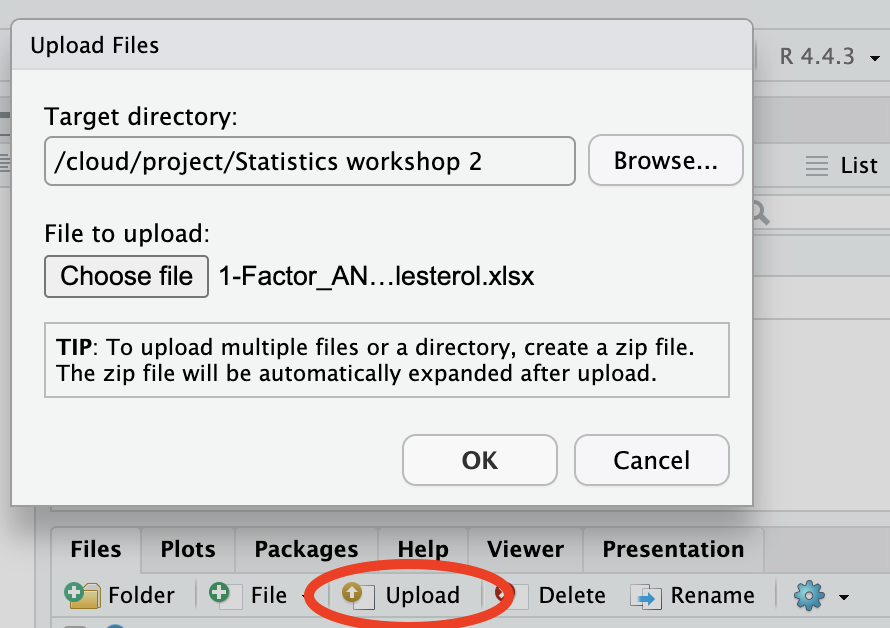 Upload Files
R 4.4.3
Target directory:
/cloud/project/Statistics workshop 2
Browse...
List
File to upload:
Choose file 1-Factor_AN…lesterol.xlsx
TIP: To upload multiple files or a directory, create a zip file.
The zip file will be automatically expanded after upload.
OK
Cancel
Files Plots Packages Help Viewer Presentation
Folder File Upload Delete Rename